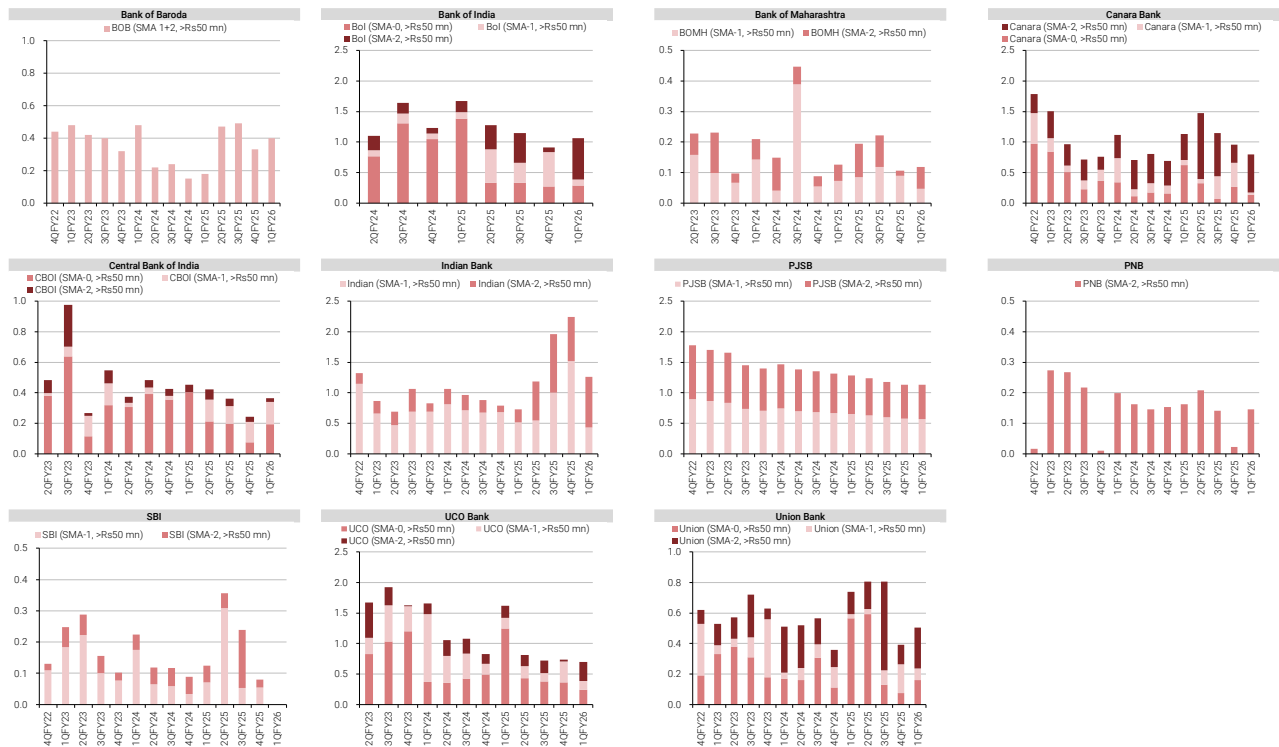 Bank of Baroda
BOB (SMA 1+2, >Rs50 mn)
1.0
0.8
0.6
0.4
0.2
0.0
4QFY22 1QFY23 2QFY23 3QFY23 4QFY23 1QFY24 2QFY24 3QFY24 4QFY24 1QFY25 2QFY25 3QFY25 4QFY25 1QFY26
Bank of India
BoI (SMA-0, >Rs50 mn) BoI (SMA-1, >Rs50 mn)
BoI (SMA-2, >Rs50 mn)
2.5
2.0
1.5
1.0
0.5
0.0
2QFY24 3QFY24 4QFY24 1QFY25 2QFY25 3QFY25 4QFY25 1QFY26
Bank of Maharashtra
BOMH (SMA-1, >Rs50 mn) BOMH (SMA-2, >Rs50 mn)
0.5
0.4
0.3
0.2
0.1
0.0
2QFY23 3QFY23 4QFY23 1QFY24 2QFY24 3QFY24 4QFY24 1QFY25 2QFY25 3QFY25 4QFY25 1QFY26
Canara Bank
Canara (SMA-2, >Rs50 mn) Canara (SMA-1, >Rs50 mn)
Canara (SMA-0, >Rs50 mn)
2.5
2.0
1.5
1.0
0.5
0.0
4QFY22 1QFY23 2QFY23 3QFY23 4QFY23 1QFY24 2QFY24 3QFY24 4QFY24 1QFY25 2QFY25 3QFY25 4QFY25 1QFY26
Central Bank of India
CBOI (SMA-0, >Rs50 mn) CBOI (SMA-1, >Rs50 mn)
CBOI (SMA-2, >Rs50 mn)
1.0
0.8
0.6
0.4
0.2
0.0
2QFY23 3QFY23 4QFY23 1QFY24 2QFY24 3QFY24 4QFY24 1QFY25 2QFY25 3QFY25 4QFY25 1QFY26
Indian Bank
Indian (SMA-1, >Rs50 mn) Indian (SMA-2, >Rs50 mn)
2.5
2.0
1.5
1.0
0.5
0.0
4QFY22 1QFY23 2QFY23 3QFY23 4QFY23 1QFY24 2QFY24 3QFY24 4QFY24 1QFY25 2QFY25 3QFY25 4QFY25 1QFY26
PJSB
PJSB (SMA-1, >Rs50 mn) PJSB (SMA-2, >Rs50 mn)
2.5
2.0
1.5
1.0
0.5
0.0
4QFY22 1QFY23 2QFY23 3QFY23 4QFY23 1QFY24 2QFY24 3QFY24 4QFY24 1QFY25 2QFY25 3QFY25 4QFY25 1QFY26
PNB
PNB (SMA-2, >Rs50 mn)
0.5
0.4
0.3
0.2
0.1
0.0
4QFY22 1QFY23 2QFY23 3QFY23 4QFY23 1QFY24 2QFY24 3QFY24 4QFY24 1QFY25 2QFY25 3QFY25 4QFY25 1QFY26
SBI
SBI (SMA-1, >Rs50 mn) SBI (SMA-2, >Rs50 mn)
0.5
0.4
0.3
0.2
0.1
0.0
4QFY22 1QFY23 2QFY23 3QFY23 4QFY23 1QFY24 2QFY24 3QFY24 4QFY24 1QFY25 2QFY25 3QFY25 4QFY25 1QFY26
UCO Bank
UCO (SMA-0, >Rs50 mn) UCO (SMA-1, >Rs50 mn)
UCO (SMA-2, >Rs50 mn)
2.5
2.0
1.5
1.0
0.5
0.0
2QFY23 3QFY23 4QFY23 1QFY24 2QFY24 3QFY24 4QFY24 1QFY25 2QFY25 3QFY25 4QFY25 1QFY26
Union Bank
Union (SMA-0, >Rs50 mn) Union (SMA-1, >Rs50 mn)
Union (SMA-2, >Rs50 mn)
1.0
0.8
0.6
0.4
0.2
0.0
4QFY22 1QFY23 2QFY23 3QFY23 4QFY23 1QFY24 2QFY24 3QFY24 4QFY24 1QFY25 2QFY25 3QFY25 4QFY25 1QFY26